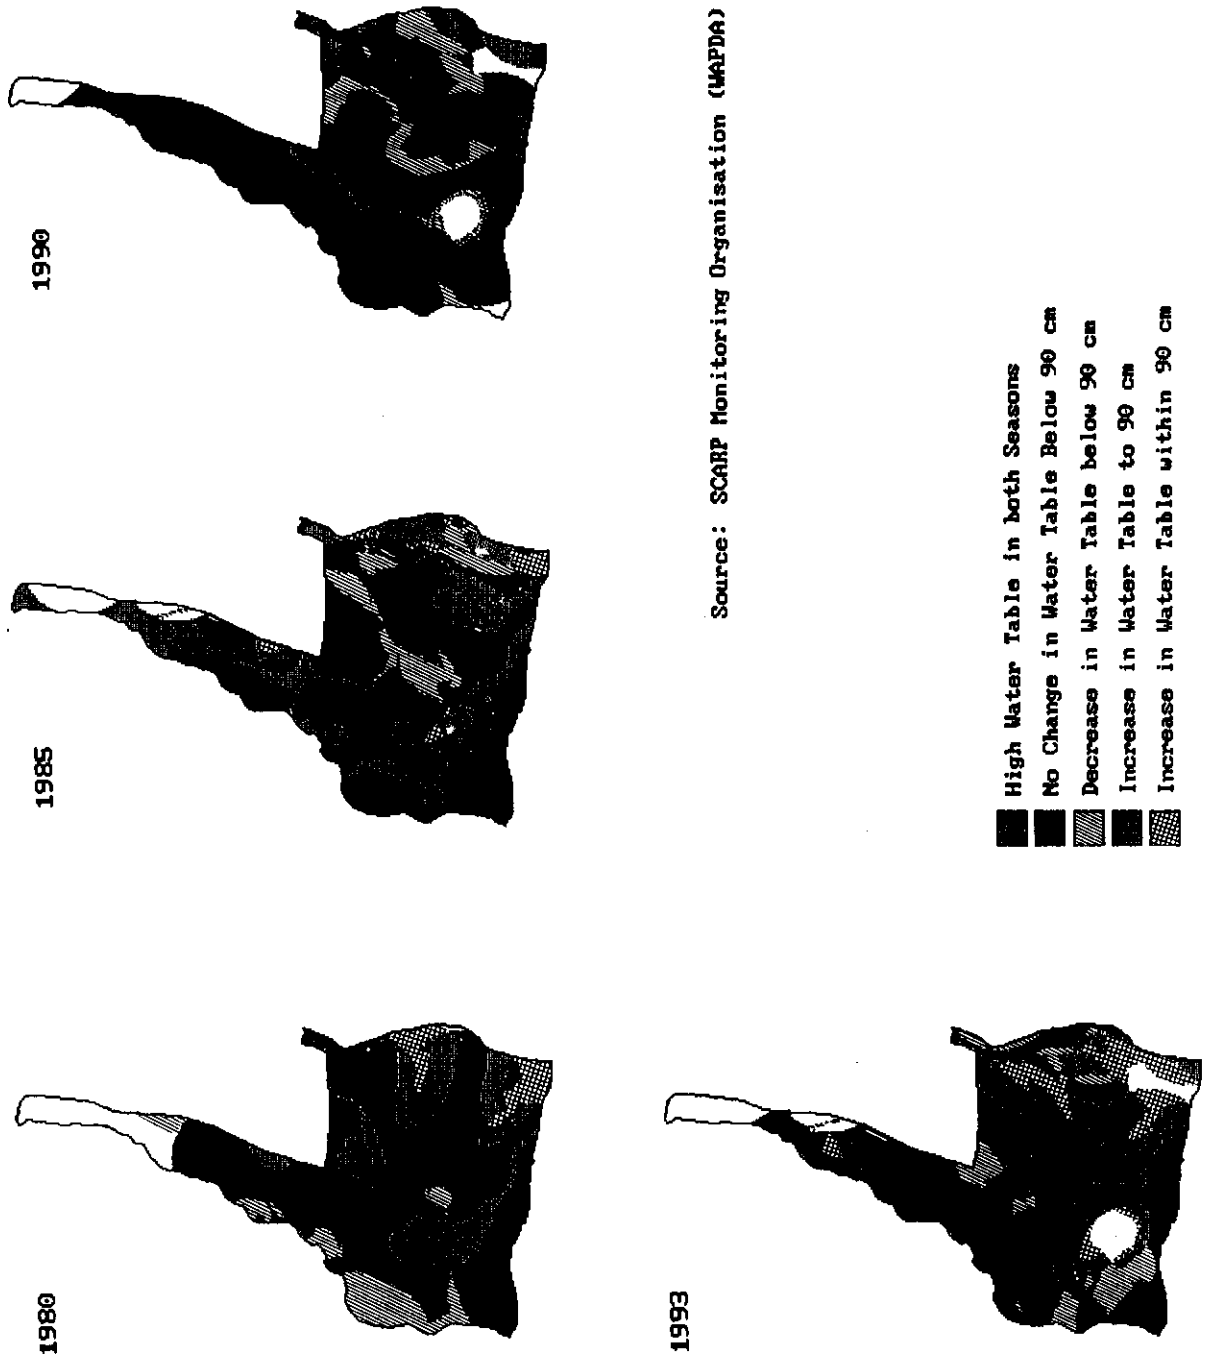 1980
1985
1990
1993
Source: SCARP Monitoring Organisation (WAPDA)
High Water Table in both Seasons
No Change in Water Table Below 90 cm
Decrease in Water Table below 90 cm
Increase in Water Table to 90 cm
Increase in Water Table within 90 cm